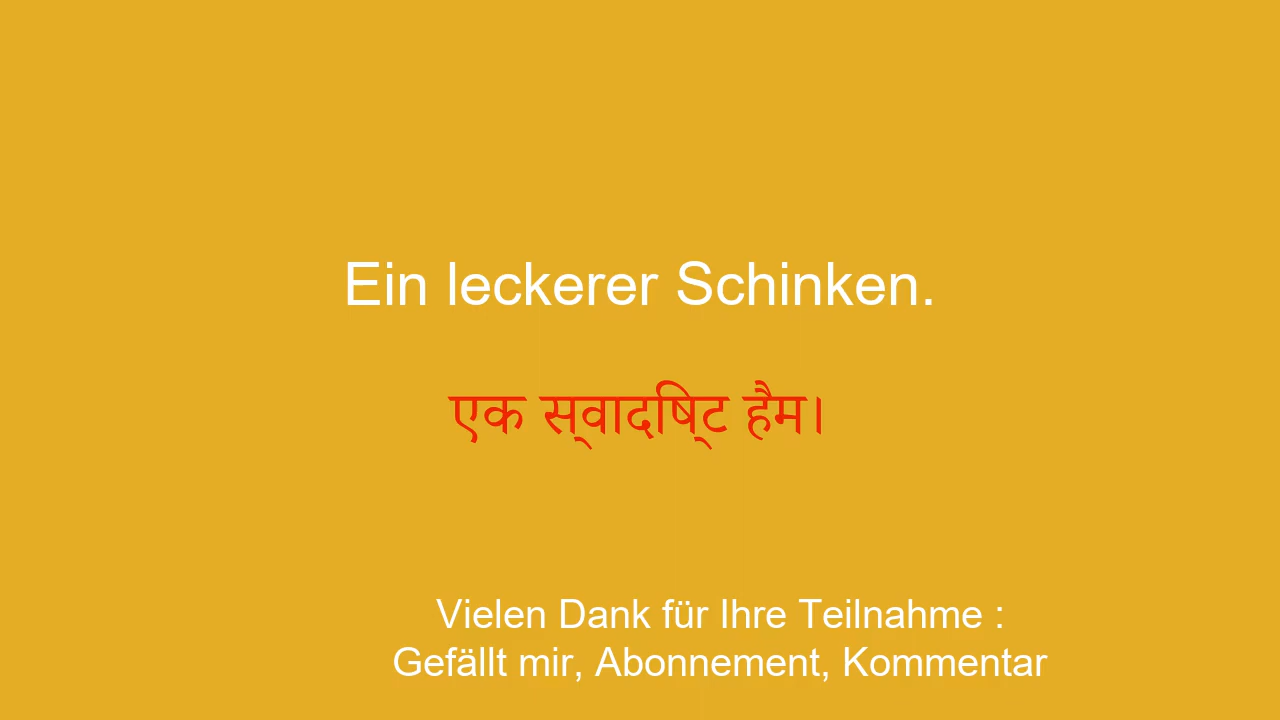 Ein leckerer Schinken.
एक स्वादिष्ट हैम।
Vielen Dank für Ihre Teilnahme :
Gefällt mir, Abonnement, Kommentar